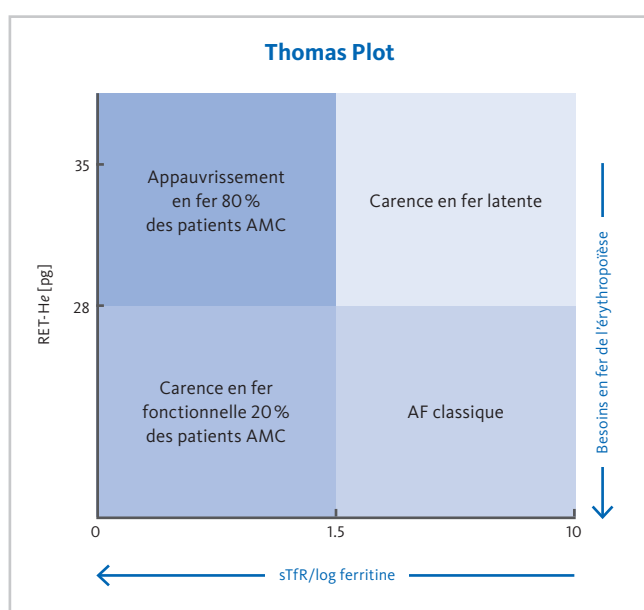 Thomas Plot
35
Appauvrissement
en fer 80 %
des patients AMC
Carence en fer latente
RET-He [pg]
28
Besoins en fer de l'érythropoïèse
Carence en fer
fonctionnelle 20 %
des patients AMC
AF classique
0
1.5
10
sTfR/log ferritine